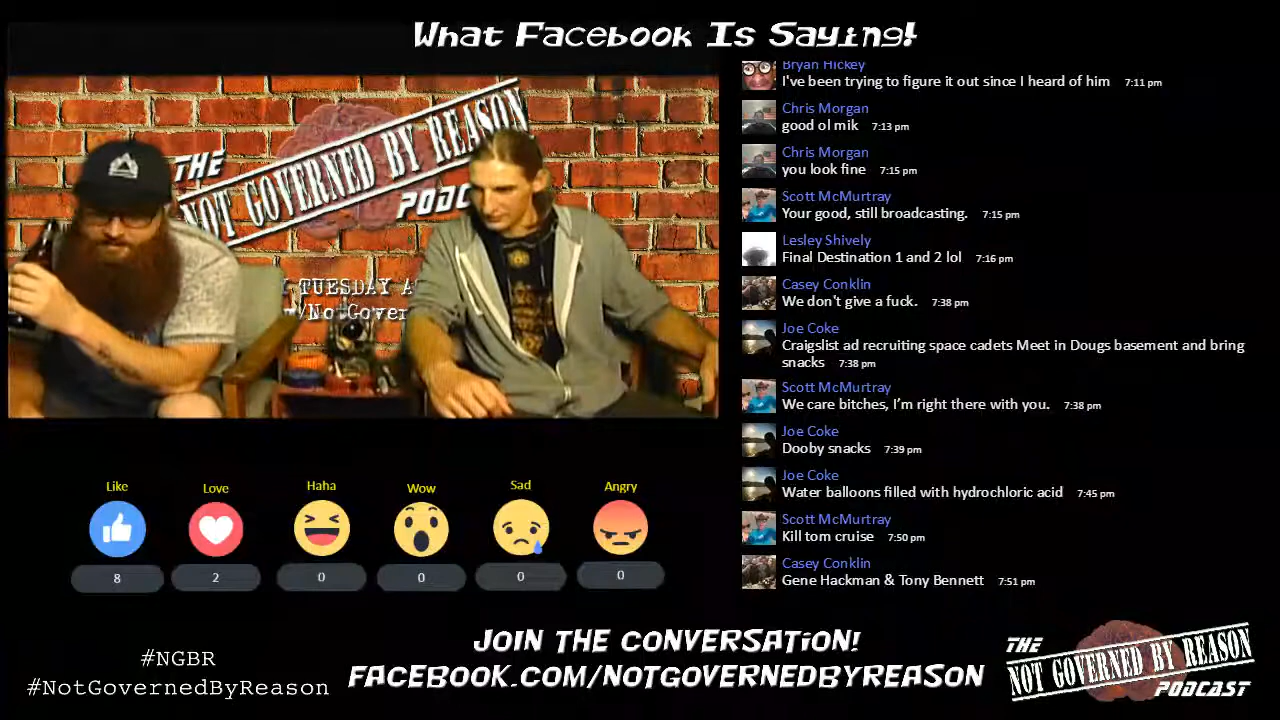 What Facebook Is Saying!
THE
NOT GOVERNED BY REASON
PODC
TUESDAY A
/NotGover
Bryan Hickey
I've been trying to figure it out since I heard of him 7:11 pm
Chris Morgan
good ol mik 7:13 pm
Chris Morgan
you look fine 7:15 pm
Scott McMurtray
Your good, still broadcasting. 7:15 pm
Lesley Shively
Final Destination 1 and 2 lol 7:16 pm
Casey Conklin
We don't give a fuck. 7:38 pm
Joe Coke
Craigslist ad recruiting space cadets Meet in Dougs basement and bring
snacks 7:38 pm
Scott McMurtray
We care bitches, I'm right there with you. 7:38 pm
Joe Coke
Dooby snacks 7:39 pm
Joe Coke
Water balloons filled with hydrochloric acid 7:45 pm
Scott McMurtray
Kill tom cruise 7:50 pm
Casey Conklin
Gene Hackman & Tony Bennett 7:51 pm
Like Love Haha Wow Sad Angry
8 2 0 0 0 0
#NGBR
#NotGovernedByReason
JOIN THE CONVERSATION!
FACEBOOK.COM/NOTGOVERNEDBYREASON
THE
NOT GOVERNED BY REASON
PODCAST